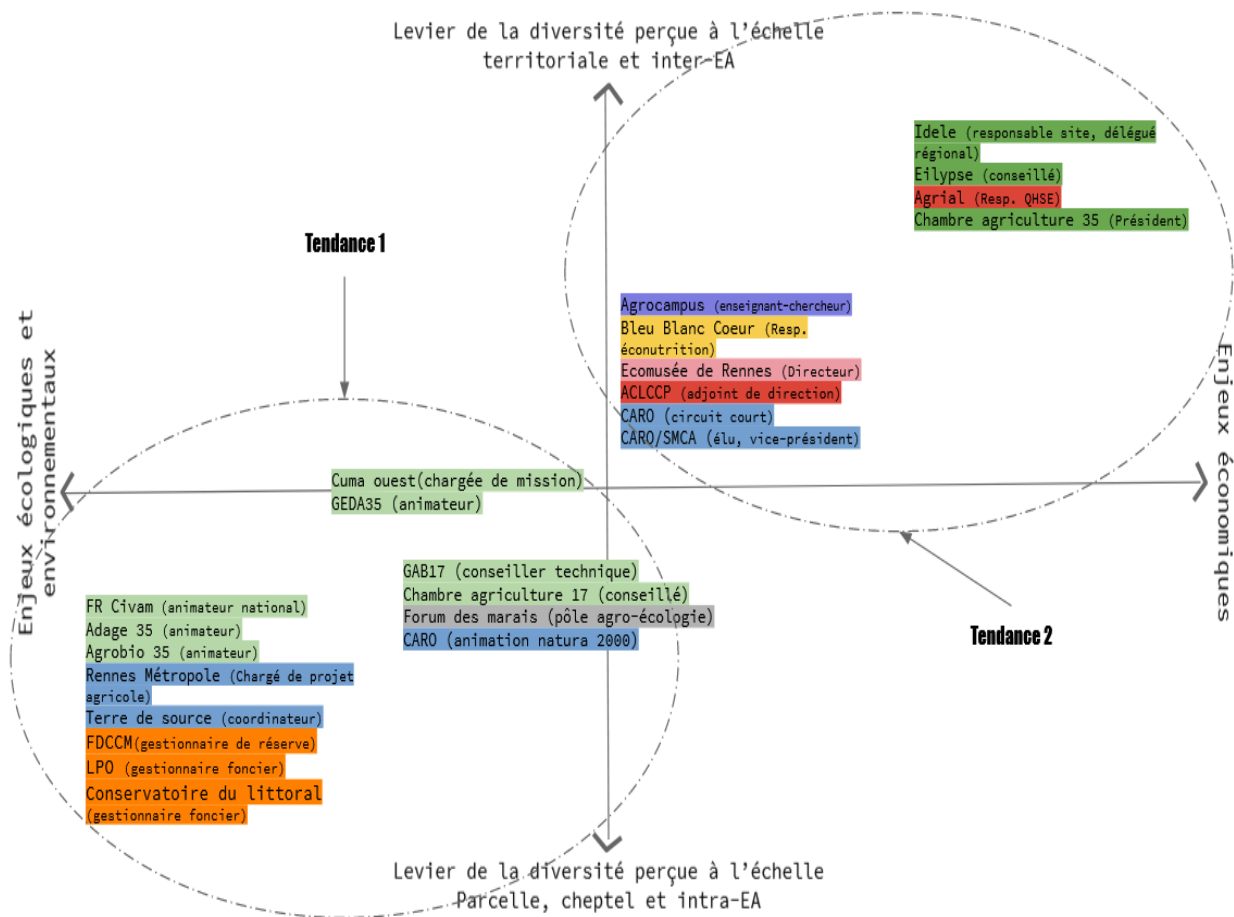 Levier de la diversité perçue à l'échelle
territoriale et inter-EA
Idele (responsable site, délégué
régional)
Eilypse (conseillé)
Agrial (Resp. QHSE)
Chambre agriculture 35 (Président)
Tendance 1
Agrocampus (enseignant-chercheur)
Bleu Blanc Coeur (Resp.
éconutrition)
Ecomusée de Rennes (Directeur)
ACLCCP (adjoint de direction)
CARO (circuit court)
CARO/SMCA (élu, vice-président)
Enjeux écologiques et
environnementaux
Enjeux économiques
Cuma ouest(chargée de mission)
GEDA35 (animateur)
GAB17 (conseiller technique)
Chambre agriculture 17 (conseillé)
Forum des marais (pôle agro-écologie)
CARO (animation natura 2000)
Tendance 2
FR Civam (animateur national)
Adage 35 (animateur)
Agrobio 35 (animateur)
Rennes Métropole (Chargé de projet
agricole)
Terre de source (coordinateur)
FDCCM(gestionnaire de réserve)
LPO (gestionnaire foncier)
Conservatoire du littoral
(gestionnaire foncier)
Levier de la diversité perçue à l'échelle
Parcelle, cheptel et intra-EA